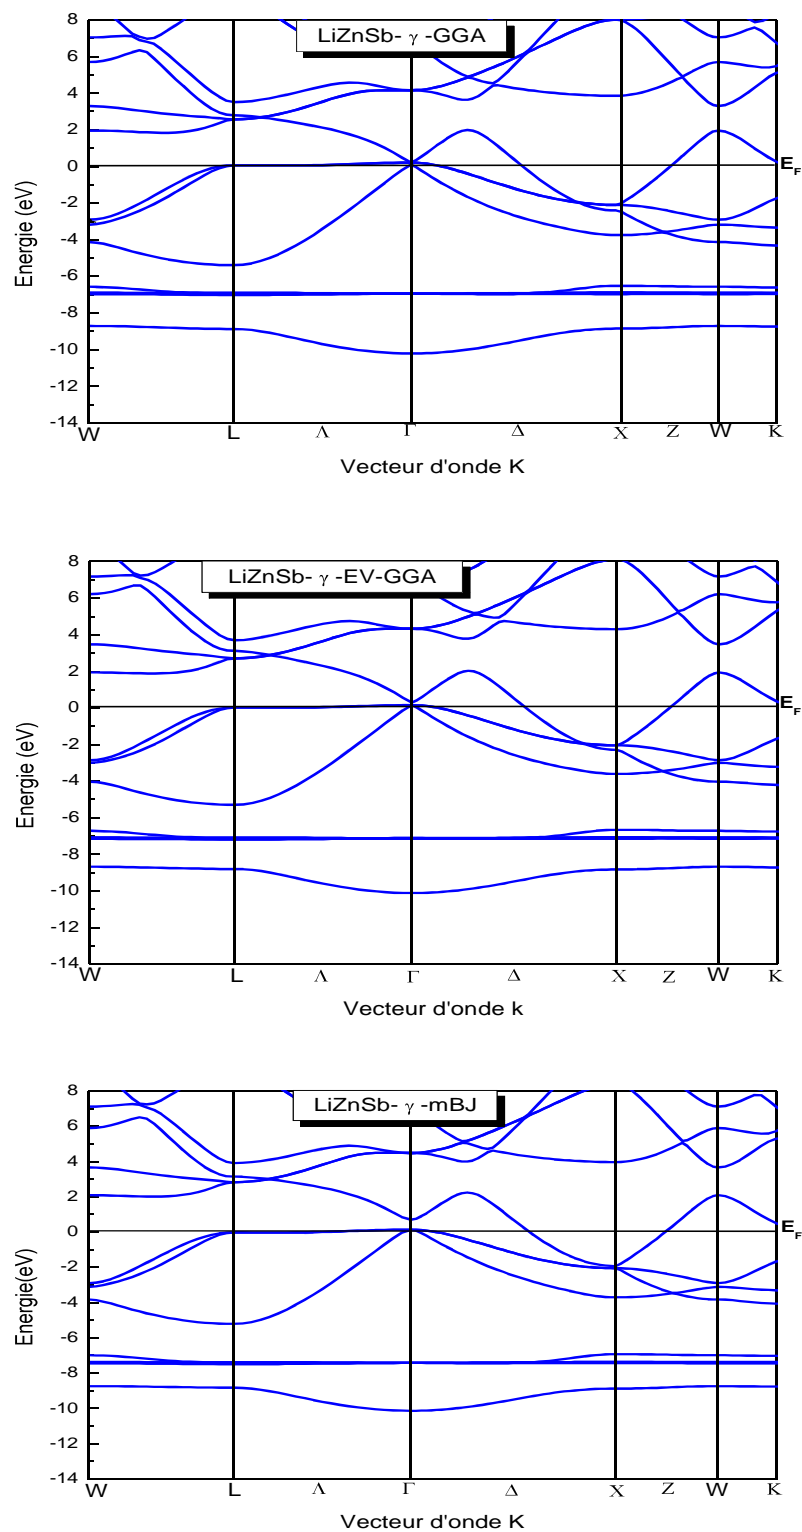 LiZnSb- γ -GGA
8
6
4
2
0
-2
-4
-6
-8
-10
-12
-14
Energie (eV)
E_F
W L Λ Γ Δ X Z W K
Vecteur d'onde K
LiZnSb- γ -EV-GGA
8
6
4
2
0
-2
-4
-6
-8
-10
-12
-14
Energie (eV)
E_F
W L Λ Γ Δ X Z W K
Vecteur d'onde k
LiZnSb- γ -mBJ
8
6
4
2
0
-2
-4
-6
-8
-10
-12
-14
Energie(eV)
E_F
W L Λ Γ Δ X Z W K
Vecteur d'onde K